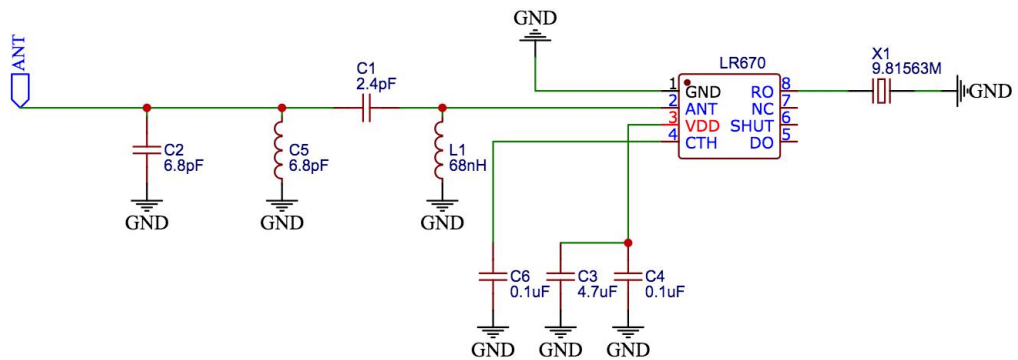 ANT
GND
C1
2.4pF
LR670
X1
9.81563M
1 GND RO 8
2 ANT NC 7
3 VDD SHUT 6
4 CTH DO 5
GND
C2
6.8pF
C5
6.8pF
L1
68nH
GND
GND
GND
C6
0.1uF
C3
4.7uF
C4
0.1uF
GND
GND
GND